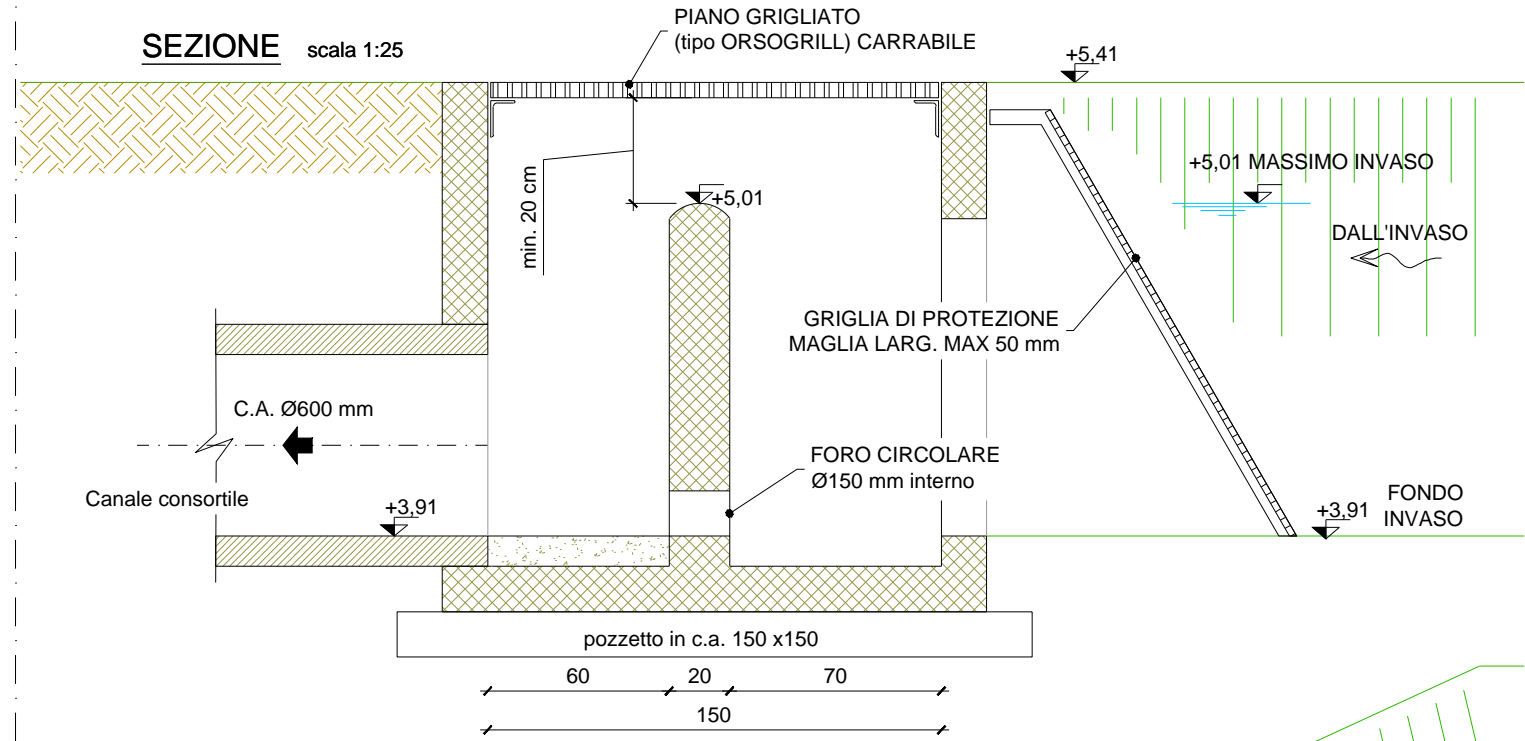 SEZIONE scala 1:25
PIANO GRIGLIATO
(tipo ORSOGRILL) CARRABILE
+5,41
min. 20 cm
+5,01
+5,01 MASSIMO INVASO
DALL'INVASO
GRIGLIA DI PROTEZIONE
MAGLIA LARG. MAX 50 mm
C.A. Ø600 mm
Canale consortile
+3,91
FORO CIRCOLARE
Ø150 mm interno
+3,91
FONDO
INVASO
pozzetto in c.a. 150 x150
60 20 70
150